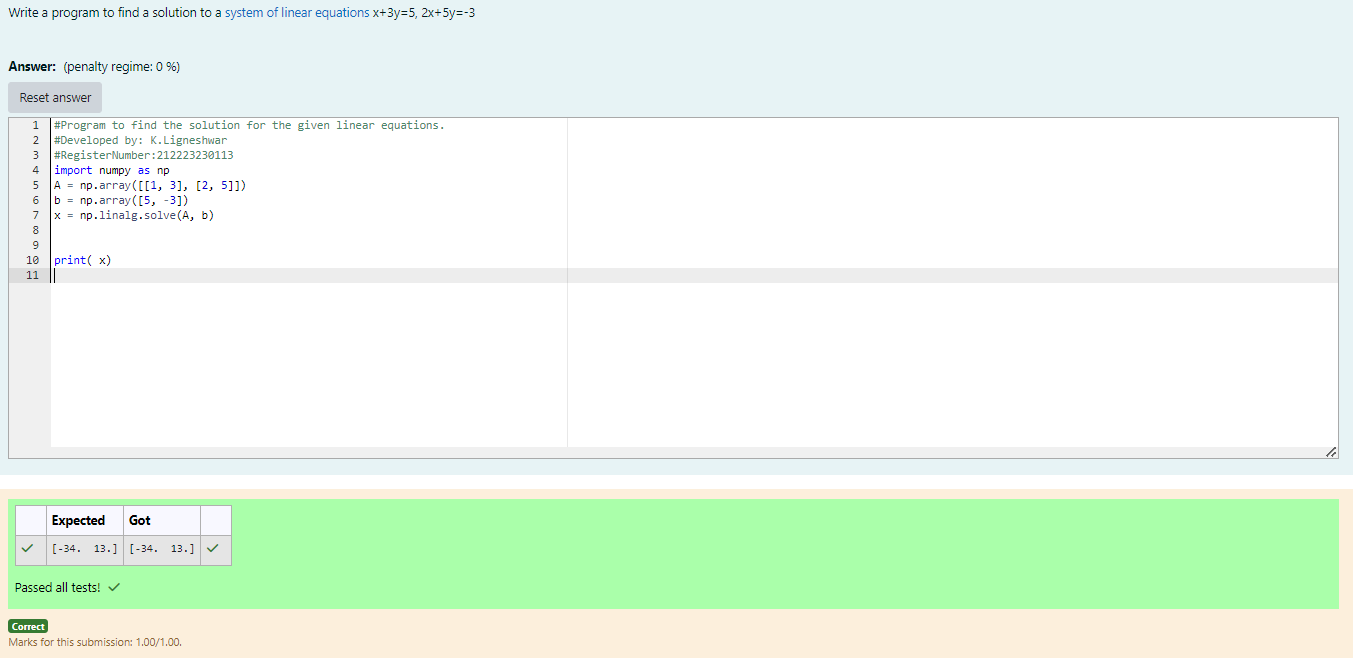 Write a program to find a solution to a system of linear equations x+3y=5, 2x+5y=-3
Answer: (penalty regime: 0 %)
Reset answer
1 #Program to find the solution for the given linear equations.
2 #Developed by: K.Ligneshwar
3 #RegisterNumber:212223230113
4 import numpy as np
5 A = np.array([[1, 3], [2, 5]])
6 b = np.array([5, -3])
7 x = np.linalg.solve(A, b)
8
9
10 print( x)
11
Expected Got
[-34.  13.] [-34.  13.]
Passed all tests!
Correct
Marks for this submission: 1.00/1.00.